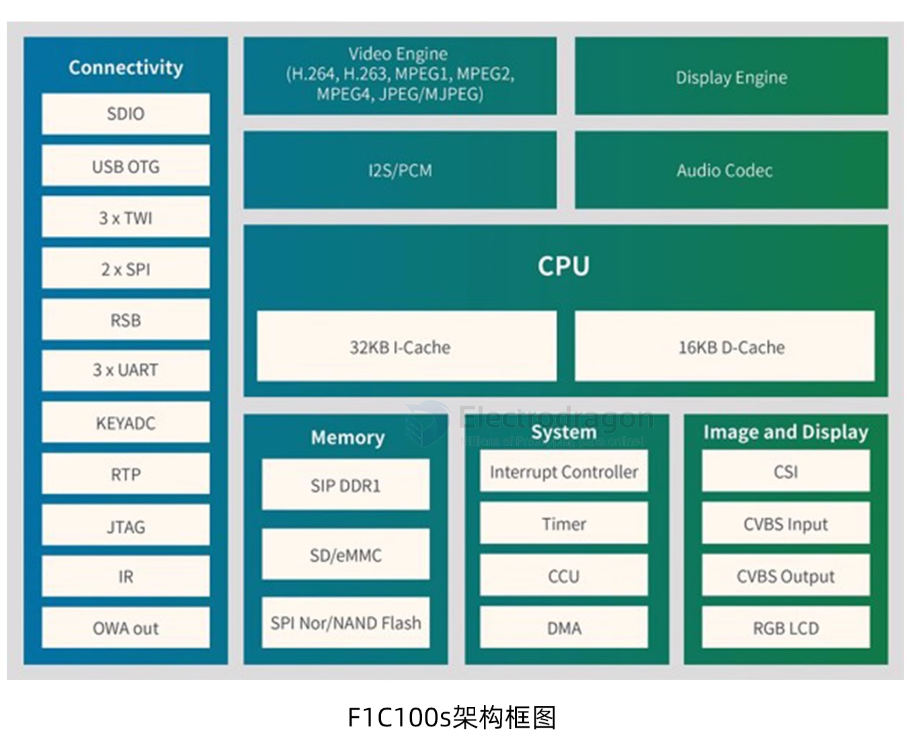 Connectivity
SDIO
USB OTG
3 x TWI
2 x SPI
RSB
3 x UART
KEYADC
RTP
JTAG
IR
OWA out
Video Engine
(H.264, H.263, MPEG1, MPEG2,
MPEG4, JPEG/MJPEG)
Display Engine
I2S/PCM
Audio Codec
CPU
32KB I-Cache
16KB D-Cache
Electrodragon
Memory
SIP DDR1
SD/eMMC
SPI Nor/NAND Flash
System
Interrupt Controller
Timer
CCU
DMA
Image and Display
CSI
CVBS Input
CVBS Output
RGB LCD
F1C100s架构框图